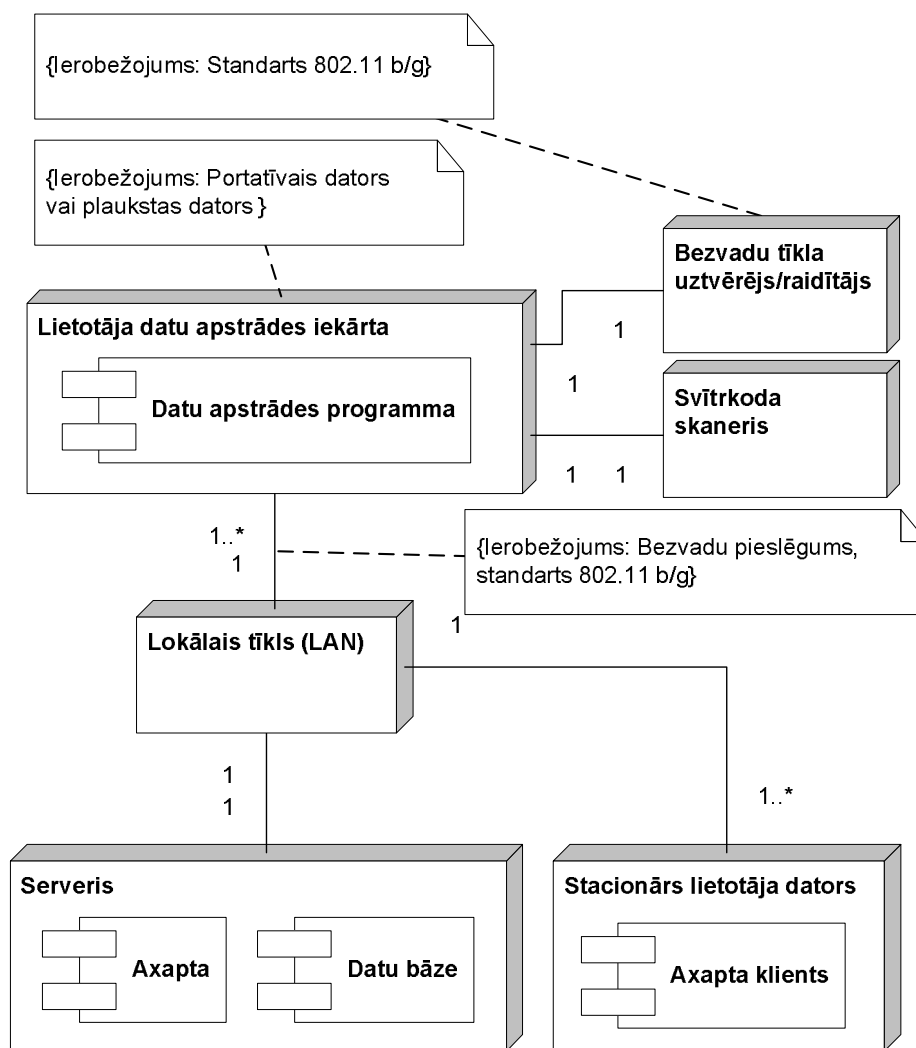 {Ierobežojums: Standarts 802.11 b/g}
{Ierobežojums: Portatīvais dators
vai plaukstas dators }
Bezvadu tīkla
uztvērējs/raidītājs
Lietotāja datu apstrādes iekārta
1
Datu apstrādes programma
1
Svītrkoda
skaneris
1
1
1..*
1
{Ierobežojums: Bezvadu pieslēgums,
standarts 802.11 b/g}
1
Lokālais tīkls (LAN)
1
1
1..*
Serveris
Axapta
Datu bāze
Stacionārs lietotāja dators
Axapta klients